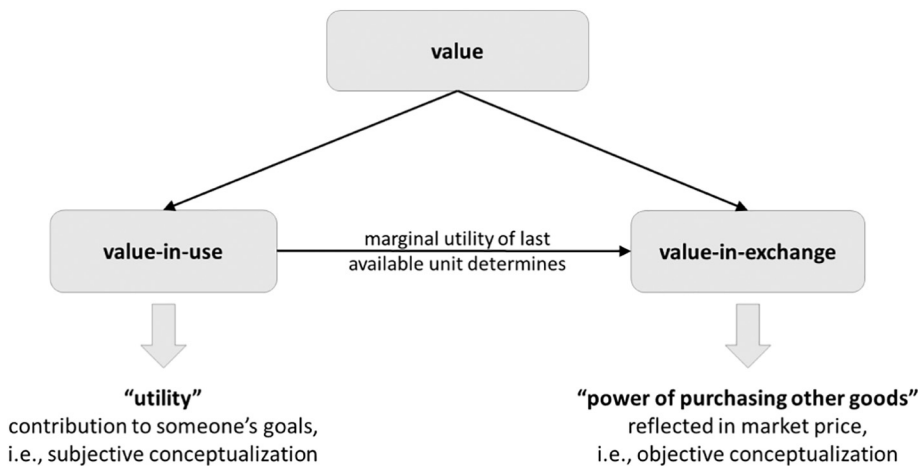 value
value-in-use
marginal utility of last
available unit determines
value-in-exchange
“utility”
contribution to someone’s goals,
i.e., subjective conceptualization
“power of purchasing other goods”
reflected in market price,
i.e., objective conceptualization